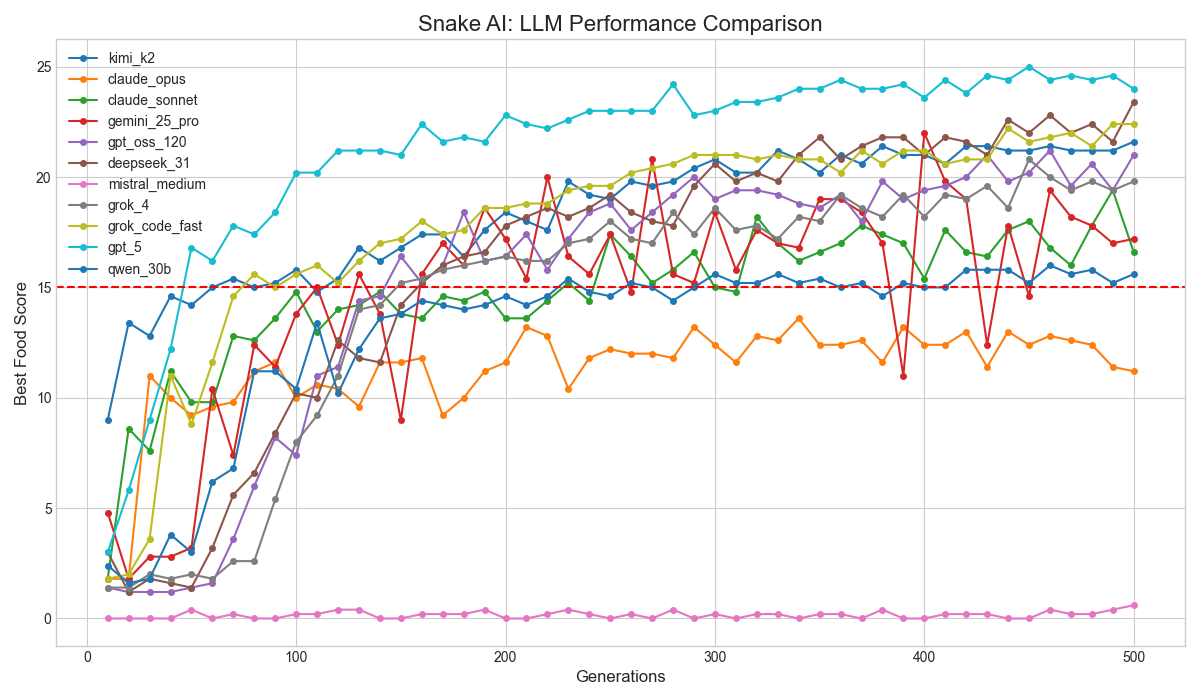 Snake AI: LLM Performance Comparison
kimi_k2
claude_opus
claude_sonnet
gemini_25_pro
gpt_oss_120
deepseek_31
mistral_medium
grok_4
grok_code_fast
gpt_5
qwen_30b
25
20
15
10
5
0
Best Food Score
0 100 200 300 400 500
Generations